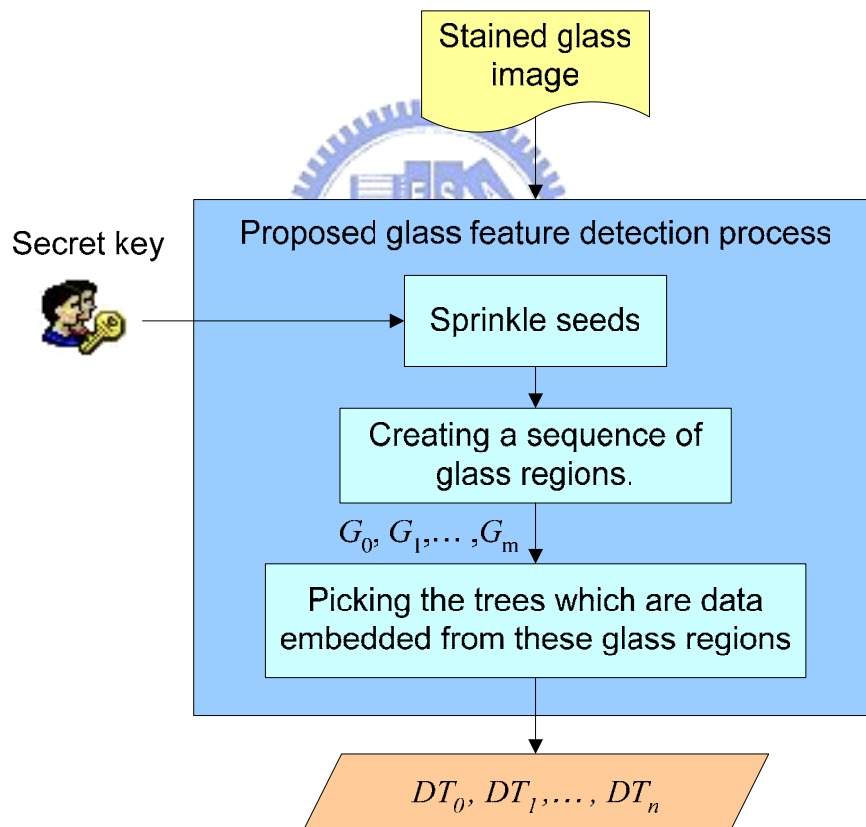 Stained glass
image
Proposed glass feature detection process
Secret key
Sprinkle seeds
Creating a sequence of
glass regions.
G₀, G₁,… ,Gₘ
Picking the trees which are data
embedded from these glass regions
DT₀, DT₁,…, DTₙ